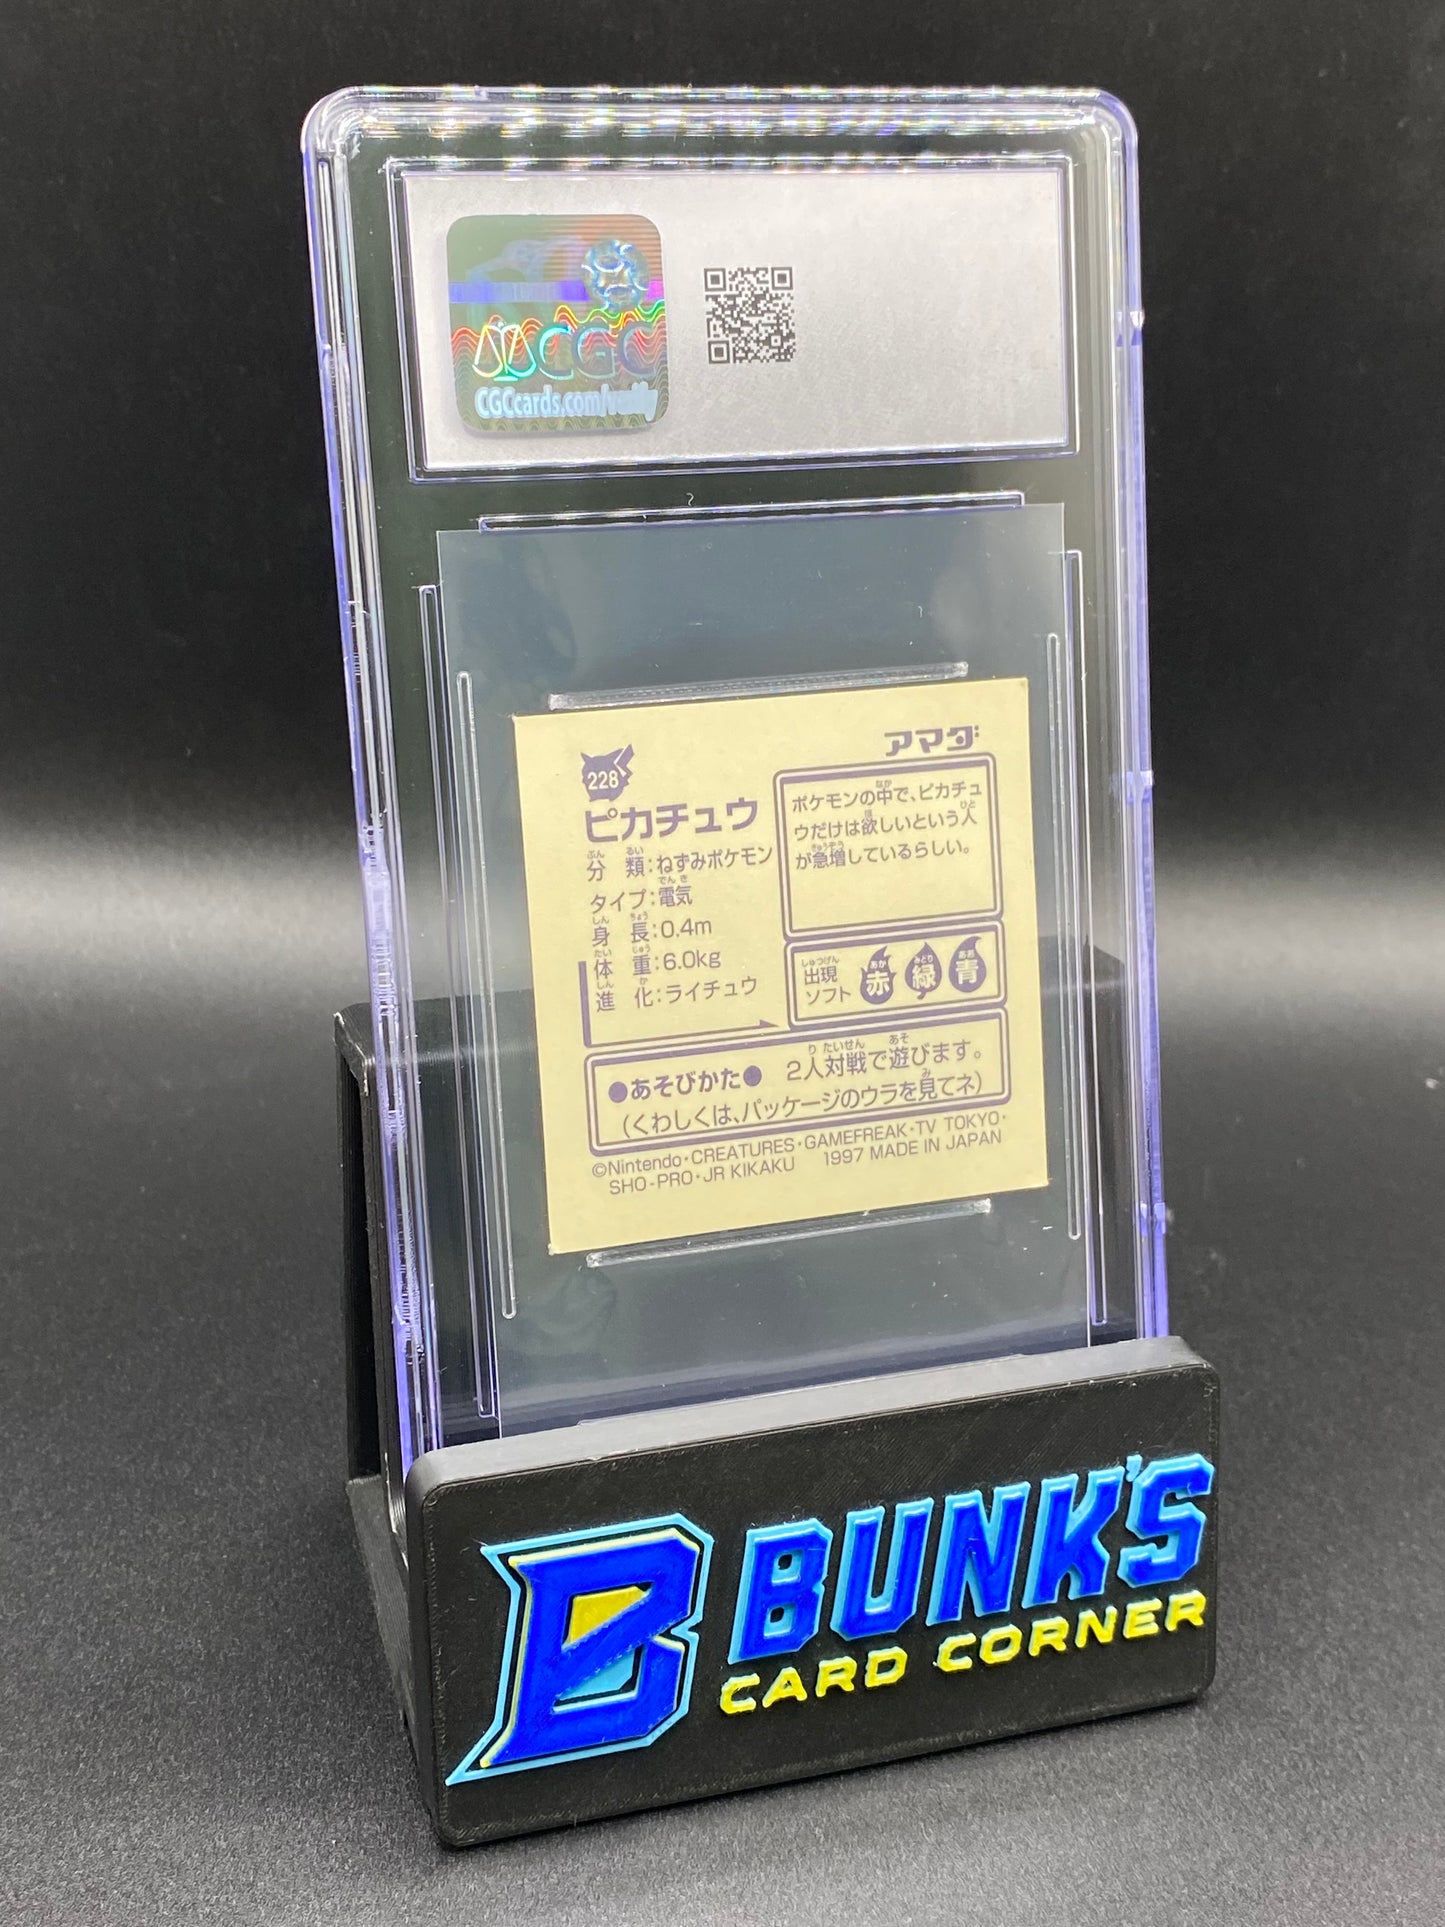 CGC
CGCcards.com/verify
アマダ
228
ピカチュウ
分類:ねずみポケモン
タイプ:電気
身長:0.4m
体重:6.0kg
進化:ライチュウ
ポケモンの中で、ピカチュ
ウだけは欲しいという人
が急増しているらしい。
出現
ソフト
赤 緑 青
●あそびかた● 2人対戦で遊びます。
(くわしくは、パッケージのウラを見てネ)
©Nintendo・CREATURES・GAMEFREAK・TV TOKYO・
SHO-PRO・JR KIKAKU 1997 MADE IN JAPAN
B
BUNK'S
CARD CORNER